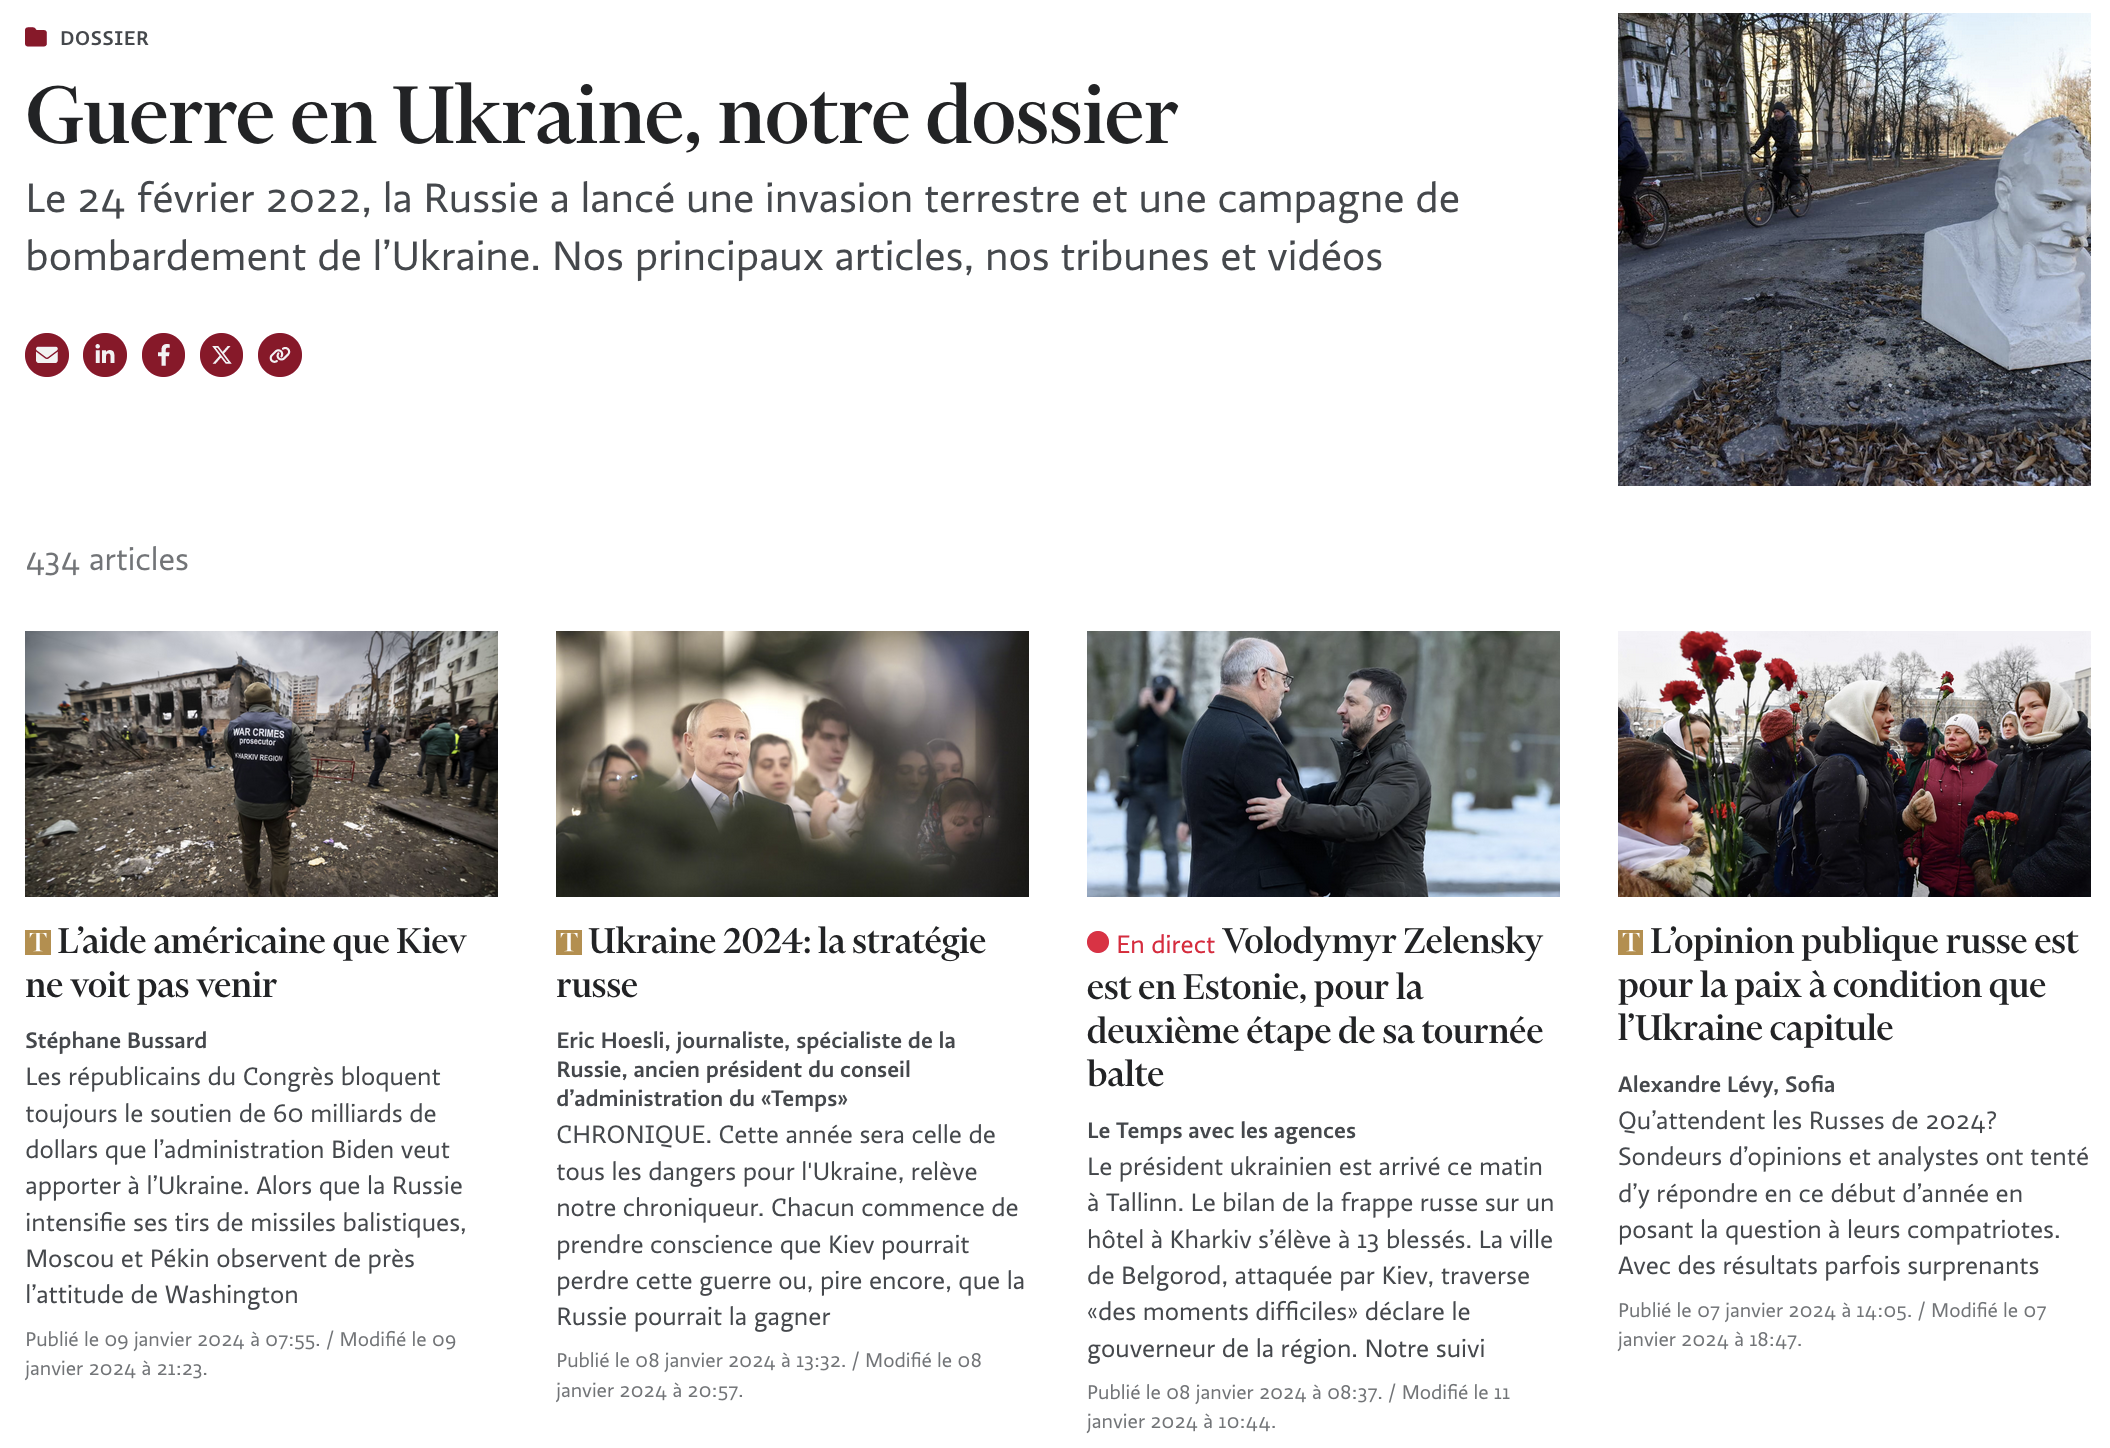 DOSSIER
Guerre en Ukraine, notre dossier
Le 24 février 2022, la Russie a lancé une invasion terrestre et une campagne de
bombardement de l’Ukraine. Nos principaux articles, nos tribunes et vidéos
434 articles
WAR CRIMES
prosecutor
KHARKIV REGION
T L’aide américaine que Kiev
ne voit pas venir
Stéphane Bussard
Les républicains du Congrès bloquent
toujours le soutien de 60 milliards de
dollars que l’administration Biden veut
apporter à l’Ukraine. Alors que la Russie
intensifie ses tirs de missiles balistiques,
Moscou et Pékin observent de près
l’attitude de Washington
Publié le 09 janvier 2024 à 07:55. / Modifié le 09
janvier 2024 à 21:23.
T Ukraine 2024: la stratégie
russe
Eric Hoesli, journaliste, spécialiste de la
Russie, ancien président du conseil
d’administration du «Temps»
CHRONIQUE. Cette année sera celle de
tous les dangers pour l'Ukraine, relève
notre chroniqueur. Chacun commence de
prendre conscience que Kiev pourrait
perdre cette guerre ou, pire encore, que la
Russie pourrait la gagner
Publié le 08 janvier 2024 à 13:32. / Modifié le 08
janvier 2024 à 20:57.
En direct Volodymyr Zelensky
est en Estonie, pour la
deuxième étape de sa tournée
balte
Le Temps avec les agences
Le président ukrainien est arrivé ce matin
à Tallinn. Le bilan de la frappe russe sur un
hôtel à Kharkiv s’élève à 13 blessés. La ville
de Belgorod, attaquée par Kiev, traverse
«des moments difficiles» déclare le
gouverneur de la région. Notre suivi
Publié le 08 janvier 2024 à 08:37. / Modifié le 11
janvier 2024 à 10:44.
T L’opinion publique russe est
pour la paix à condition que
l’Ukraine capitule
Alexandre Lévy, Sofia
Qu’attendent les Russes de 2024?
Sondeurs d’opinions et analystes ont tenté
d’y répondre en ce début d’année en
posant la question à leurs compatriotes.
Avec des résultats parfois surprenants
Publié le 07 janvier 2024 à 14:05. / Modifié le 07
janvier 2024 à 18:47.